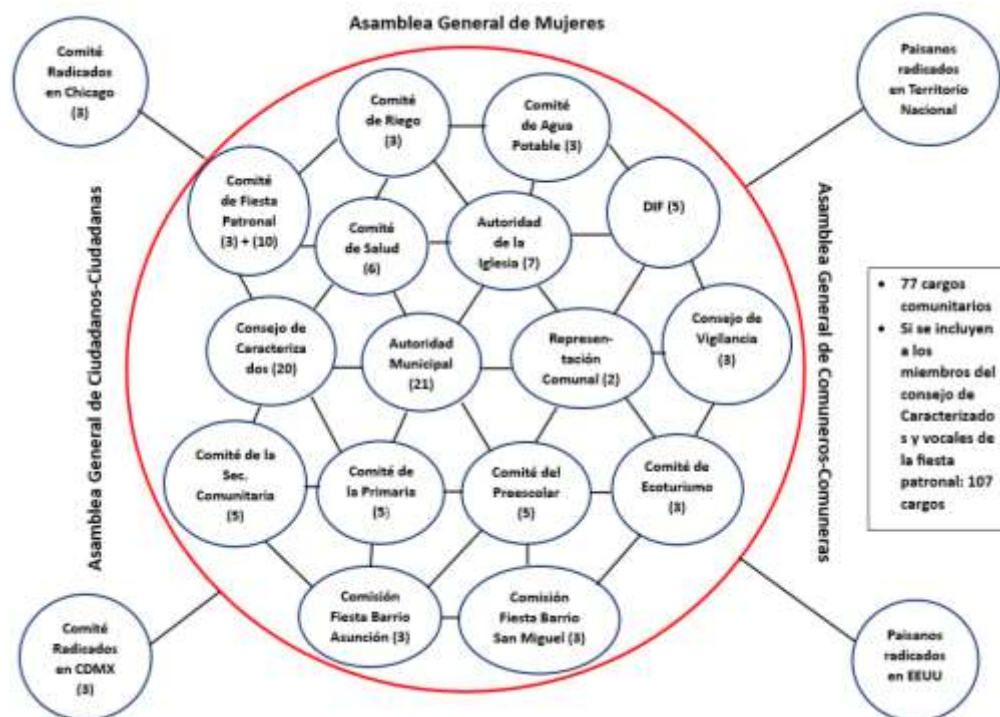 Asamblea General de Mujeres
Comité
Radicados
en Chicago
(3)
Paisanos
radicados
en Territorio
Nacional
Comité
de Riego
(3)
Comité
de Agua
Potable (3)
Comité
de Fiesta
Patronal
(3) + (10)
Comité
de Salud
(6)
Autoridad
de la
Iglesia (7)
DIF (5)
Asamblea General de Ciudadanos-Ciudadanas
Asamblea General de Comuneros-Comuneras
Consejo de
Caracteriza
dos (20)
Autoridad
Municipal
(21)
Represen-
tación
Comunal (2)
Consejo de
Vigilancia
(3)
• 77 cargos
comunitarios
• Si se incluyen
a los
miembros del
consejo de
Caracterizado
s y vocales de
la fiesta
patronal: 107
cargos
Comité de la
Sec.
Comunitaria
(5)
Comité de
la Primaria
(5)
Comité del
Preescolar
(5)
Comité de
Ecoturismo
(3)
Comisión
Fiesta Barrio
Asunción (3)
Comisión
Fiesta Barrio
San Miguel (3)
Comité
Radicados
en CDMX
(3)
Paisanos
radicados
en EEUU